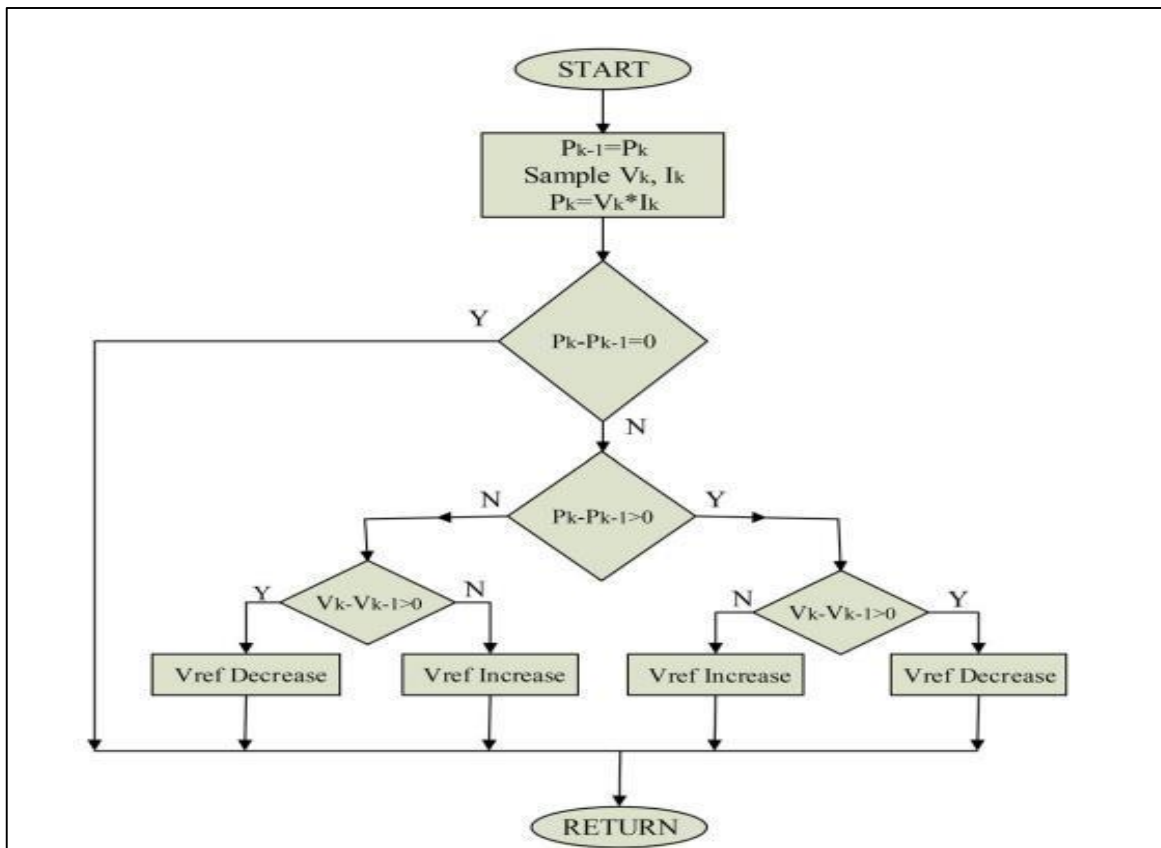 START
Pk-1=Pk
Sample Vk, Ik
Pk=Vk*Ik
Y
Pk-Pk-1=0
N
N
Pk-Pk-1>0
Y
Y
Vk-Vk-1>0
N
N
Vk-Vk-1>0
Y
Vref Decrease
Vref Increase
Vref Increase
Vref Decrease
RETURN